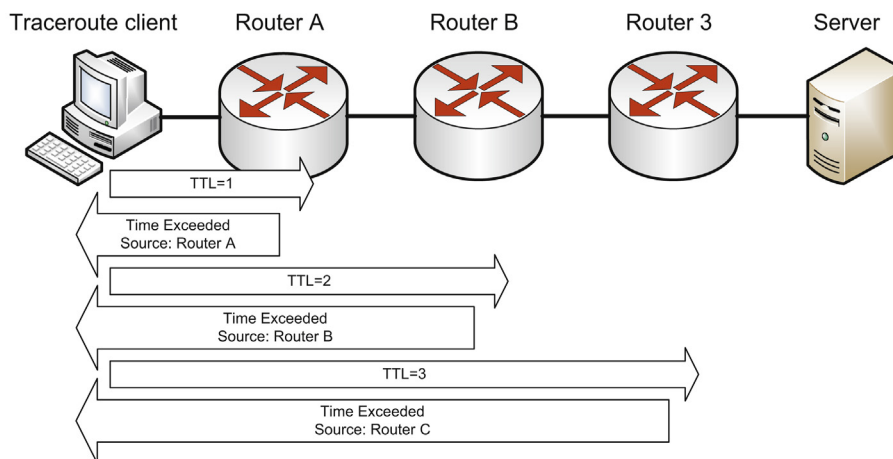 Traceroute client
Router A
Router B
Router 3
Server
TTL=1
Time Exceeded
Source: Router A
TTL=2
Time Exceeded
Source: Router B
TTL=3
Time Exceeded
Source: Router C